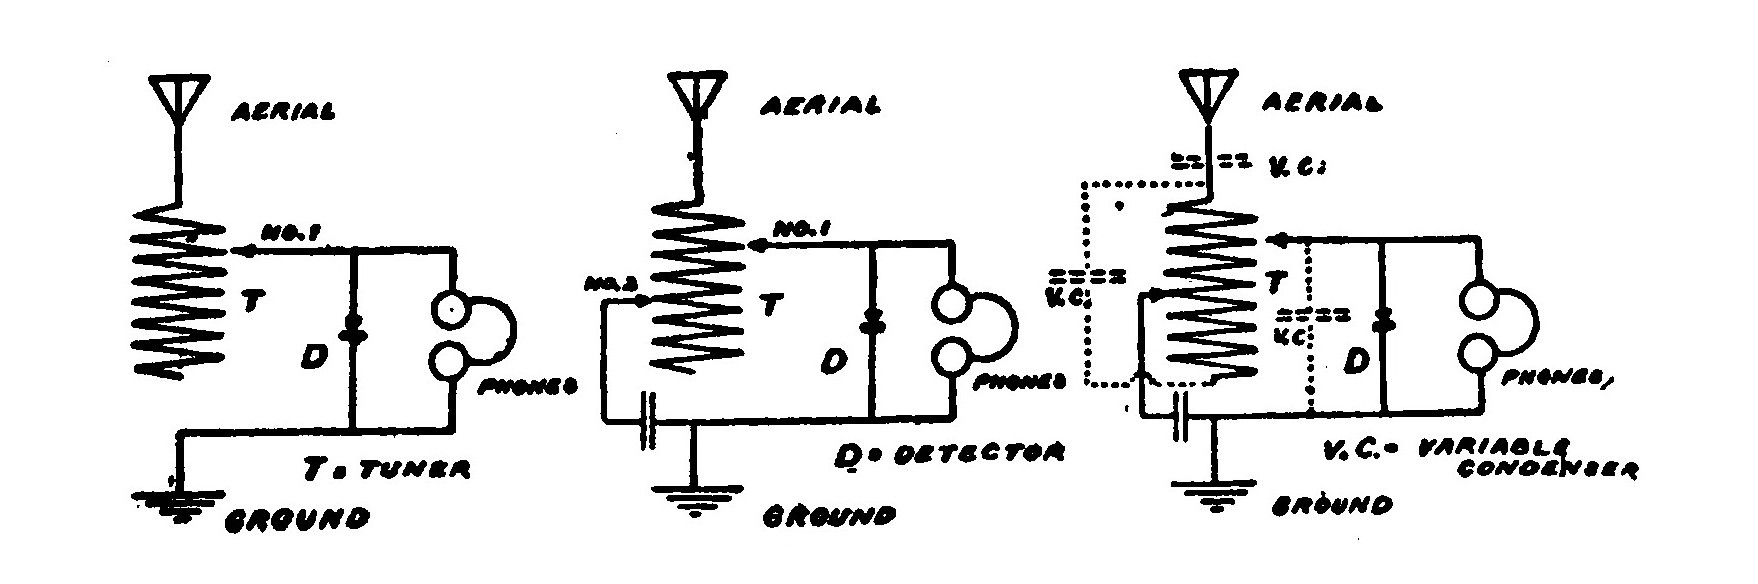 AERIAL
NO.1
T
D
PHONES
T = TUNER
GROUND
AERIAL
NO.1
NO.2
T
D
PHONES
D = DETECTOR
GROUND
AERIAL
V.C.
T
V.C.
V.C.
D
PHONES,
V.C. = VARIABLE
CONDENSER
GROUND